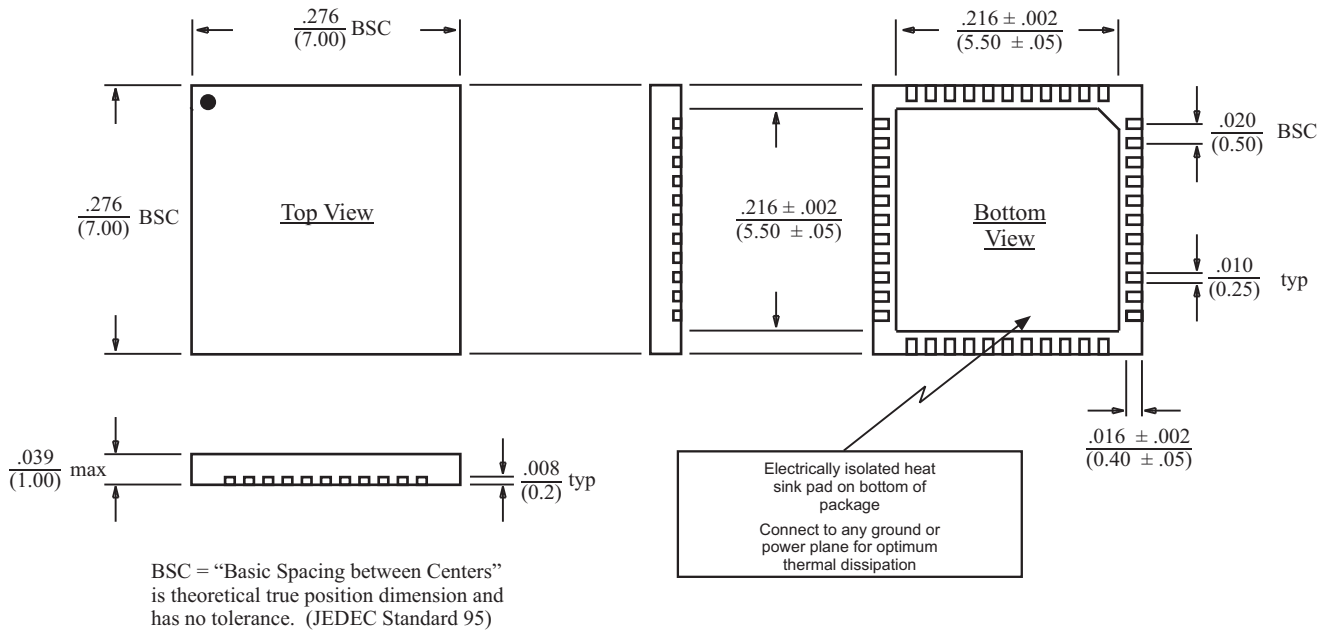 .276
(7.00) BSC
.216 ± .002
(5.50 ± .05)
.020
(0.50) BSC
.276
(7.00) BSC
Top View
.216 ± .002
(5.50 ± .05)
Bottom
View
.010
(0.25) typ
.016 ± .002
(0.40 ± .05)
.039
(1.00) max
.008
(0.2) typ
Electrically isolated heat
sink pad on bottom of
package
Connect to any ground or
power plane for optimum
thermal dissipation
BSC = “Basic Spacing between Centers”
is theoretical true position dimension and
has no tolerance. (JEDEC Standard 95)